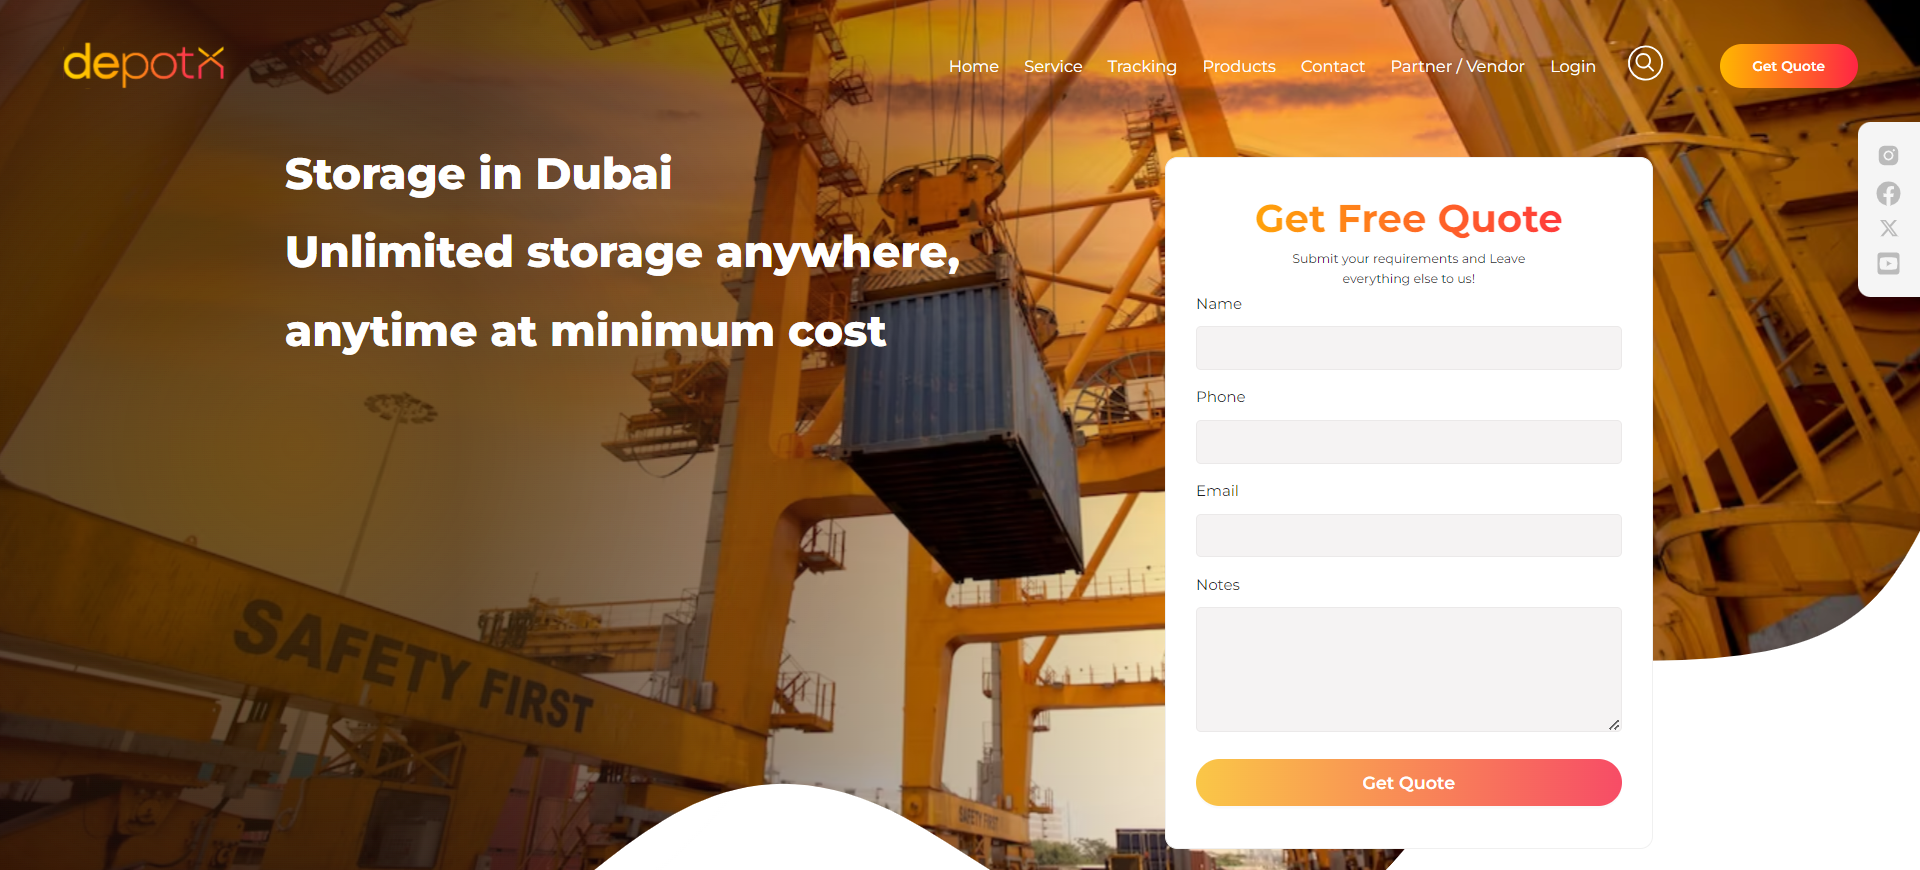 depotx
Home Service Tracking Products Contact Partner / Vendor Login
Get Quote
Storage in Dubai
Unlimited storage anywhere,
anytime at minimum cost
Get Free Quote
Submit your requirements and Leave
everything else to us!
Name
Phone
Email
Notes
Get Quote
SAFETY FIRST
SAFETY FIRST